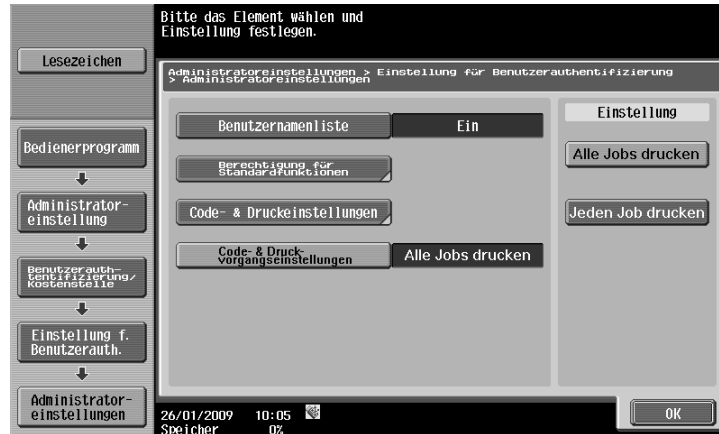 Bitte das Element wählen und
Einstellung festlegen.
Lesezeichen
Administratoreinstellungen > Einstellung für Benutzerauthentifizierung
> Administratoreinstellungen
Bedienerprogramm
Administrator-
einstellung
Benutzerauth-
tentifizierung/
Kostenstelle
Einstellung f.
Benutzerauth.
Administrator-
einstellungen
Benutzernamenliste
Ein
Berechtigung für
Standardfunktionen
Code- & Druckeinstellungen
Code- & Druck-
vorgangseinstellungen
Alle Jobs drucken
Einstellung
Alle Jobs drucken
Jeden Job drucken
26/01/2009 10:05
Speicher 0%
OK